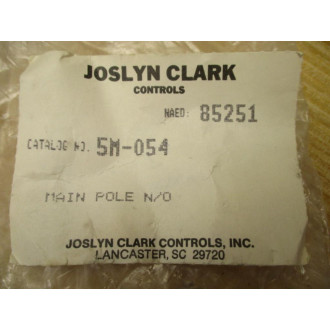 JOSLYN CLARK
CONTROLS
NAED: 85251
CATALOG NO. 5M-054
MAIN POLE N/O
JOSLYN CLARK CONTROLS, INC.
LANCASTER, SC 29720